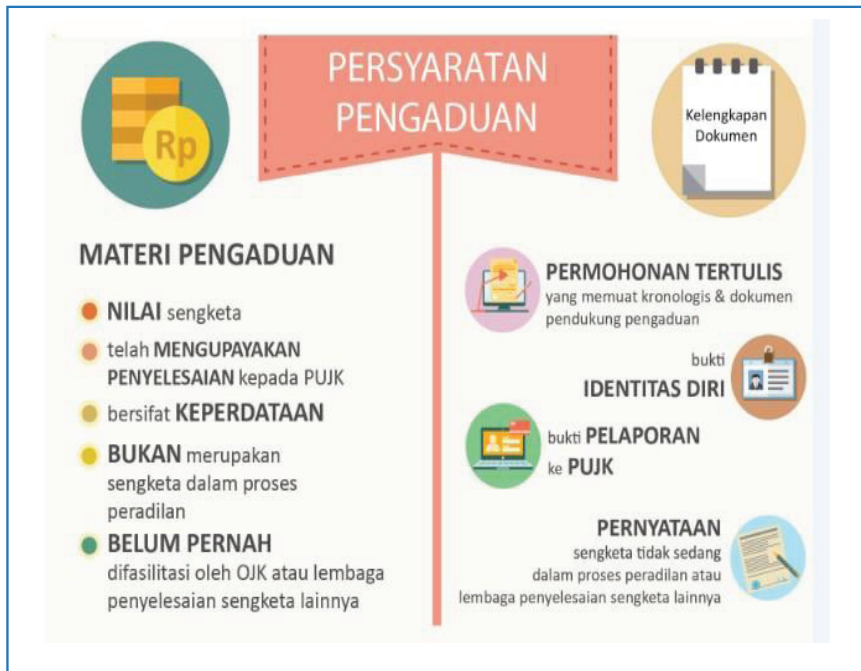 PERSYARATAN
PENGADUAN
Rp
Kelengkapan
Dokumen
MATERI PENGADUAN
NILAI sengketa
telah MENGUPAYAKAN
PENYELESAIAN kepada PUJK
bersifat KEPERDATAAN
BUKAN merupakan
sengketa dalam proses
peradilan
BELUM PERNAH
difasilitasi oleh OJK atau lembaga
penyelesaian sengketa lainnya
PERMOHONAN TERTULIS
yang memuat kronologis & dokumen
pendukung pengaduan
bukti
IDENTITAS DIRI
bukti PELAPORAN
ke PUJK
PERNYATAAN
sengketa tidak sedang
dalam proses peradilan atau
lembaga penyelesaian sengketa lainnya